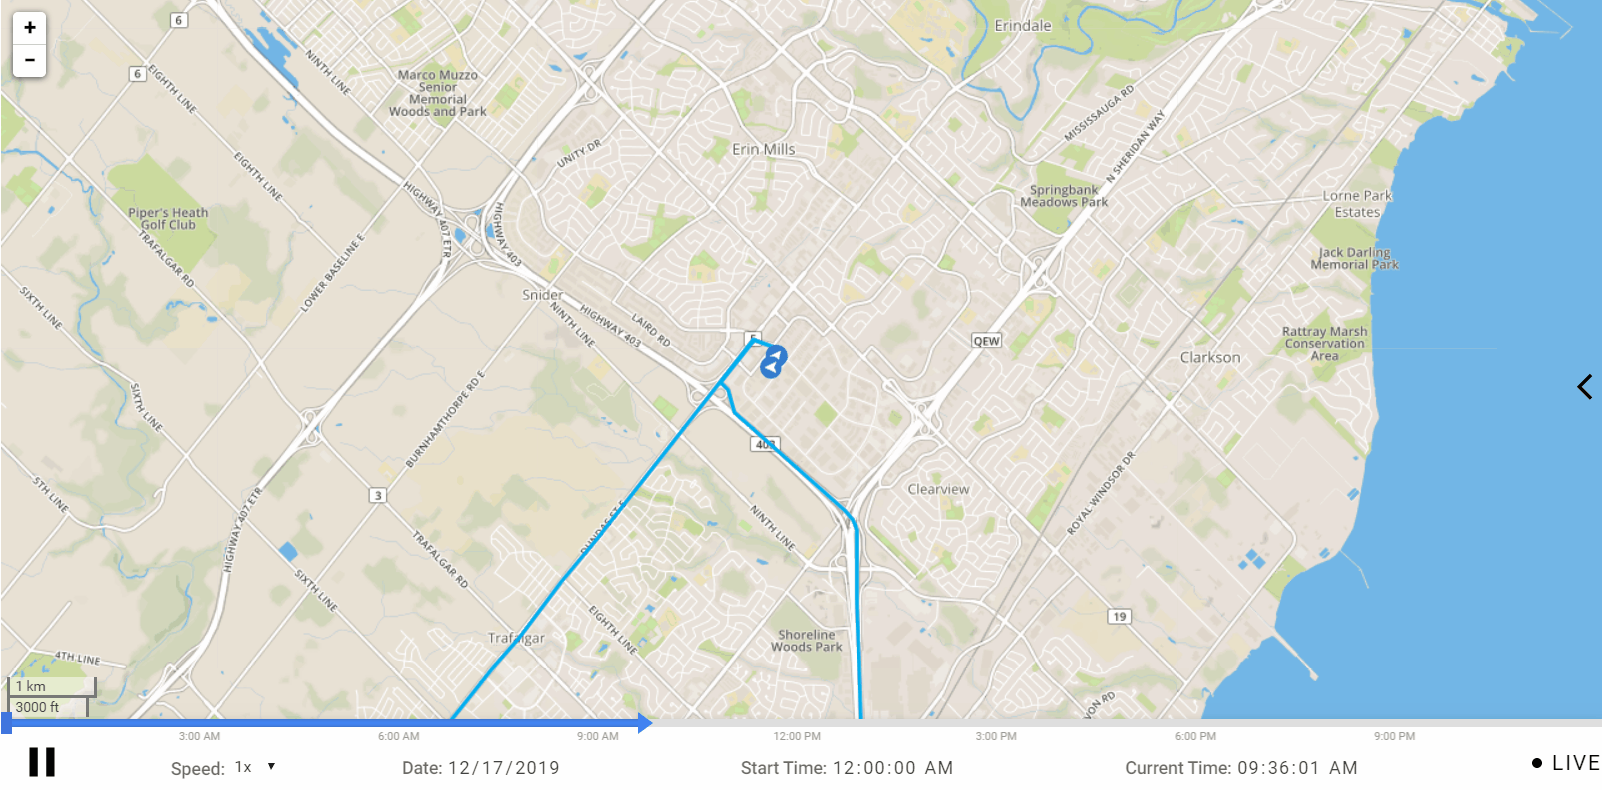 +
−
6
6
NINTH LINE
EIGHTH LINE
Marco Muzzo
Senior
Memorial
Woods and Park
Erindale
MISSISSAUGA RD
N SHERIDAN WAY
UNITY DR
Erin Mills
EIGHTH LINE
HIGHWAY 407 ETR
HIGHWAY 403
Springbank
Meadows Park
Lorne Park
Estates
Piper's Heath
Golf Club
TRAFALGAR RD
LOWER BASELINE E
Jack Darling
Memorial Park
SIXTH LINE
Snider
NINTH LINE
HIGHWAY 403
LAIRD RD
5
QEW
Rattray Marsh
Conservation
Area
Clarkson
SIXTH LINE
BURNHAMTHORPE RD E
403
5TH LINE
3
HIGHWAY 407 ETR
DUNDAS ST E
NINTH LINE
Clearview
ROYAL WINDSOR DR
TRAFALGAR RD
SIXTH LINE
EIGHTH LINE
Trafalgar
Shoreline
Woods Park
19
4TH LINE
VON RD
1 km
3000 ft
3:00 AM
6:00 AM
9:00 AM
12:00 PM
3:00 PM
6:00 PM
9:00 PM
Speed: 1x
Date: 12/17/2019
Start Time: 12:00:00 AM
Current Time: 09:36:01 AM
LIVE